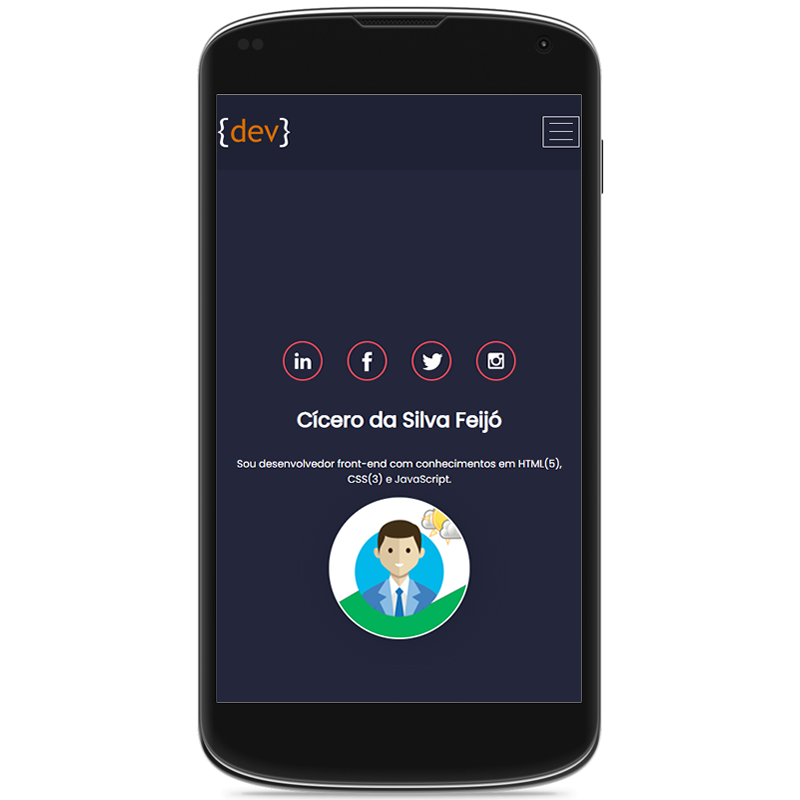 {dev}
in f
Cícero da Silva Feijó
Sou desenvolvedor front-end com conhecimentos em HTML(5),
CSS(3) e JavaScript.